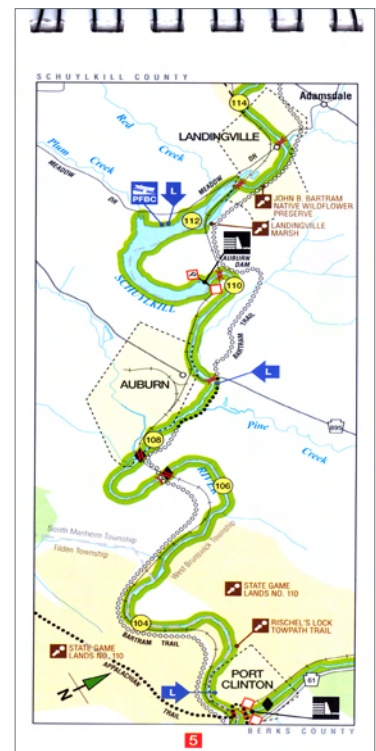 SCHUYLKILL COUNTY
114
Adamsdale
LANDINGVILLE
Red
Creek
Plum
Creek
MEADOW
DR
MEADOW
DR
PFBC
L
112
JOHN B. BARTRAM
NATIVE WILDFLOWER
PRESERVE
LANDINGVILLE
MARSH
AUBURN
DAM
SCHUYLKILL
110
BARTRAM TRAIL
AUBURN
L
895
Pine
Creek
108
RIVER
106
South Manheim Township
Tilden Township
West Brunswick Township
STATE GAME
LANDS NO. 110
104
BARTRAM TRAIL
RISCHEL'S LOCK
TOWPATH TRAIL
STATE GAME
LANDS NO. 110
PORT
CLINTON
N
APPALACHIAN
TRAIL
L
61
BERKS COUNTY
5